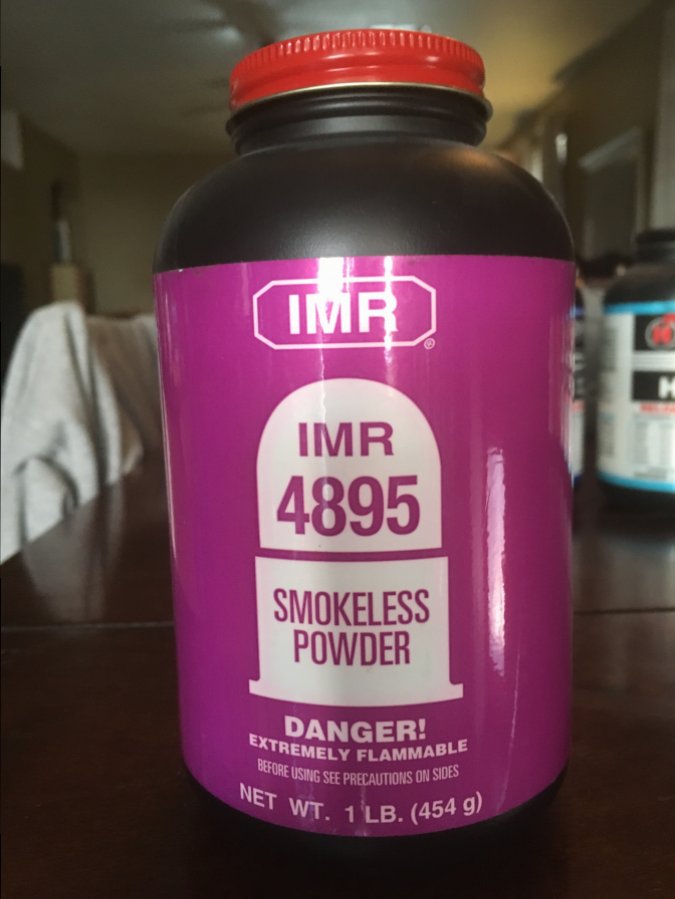 IMR
®
IMR
4895
SMOKELESS
POWDER
DANGER!
EXTREMELY FLAMMABLE
BEFORE USING SEE PRECAUTIONS ON SIDES
NET WT. 1 LB. (454 g)
H